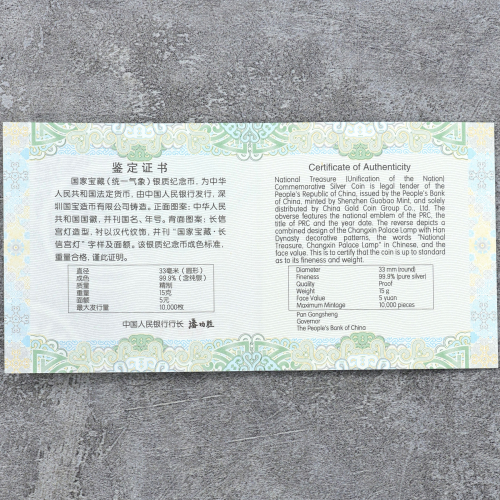 鉴定证书
国家宝藏（统一气象）银质纪念币，为中华
人民共和国法定货币，由中国人民银行发行，深
圳国宝造币有限公司铸造。正面图案：中华人民
共和国国徽，并刊国名、年号。背面图案：长信
宫灯造型，衬以汉代纹饰，并刊“国家宝藏·长
信宫灯”字样及面额。该银质纪念币成色标准，
重量合格，谨此证明。
直径 33毫米（圆形）
成色 99.9%（含纯银）
质量 精制
重量 15克
面额 5元
最大发行量 10,000枚
中国人民银行行长 潘功胜
Certificate of Authenticity
National Treasure (Unification of the Nation)
Commemorative Silver Coin is legal tender of the
People's Republic of China, issued by the People's Bank
of China, minted by Shenzhen Guobao Mint, and solely
distributed by China Gold Coin Group Co., Ltd. The
obverse features the national emblem of the PRC, the
title of PRC and the year date. The reverse depicts a
combined design of the Changxin Palace Lamp with Han
Dynasty decorative patterns, the words "National
Treasure, Changxin Palace Lamp" in Chinese, and the
face value. This is to certify that the coin is up to standard
as to its fineness and weight.
Diameter 33 mm (round)
Fineness 99.9% (pure silver)
Quality Proof
Weight 15 g
Face Value 5 yuan
Maximum Mintage 10,000 pieces
Pan Gongsheng
Governor
The People's Bank of China